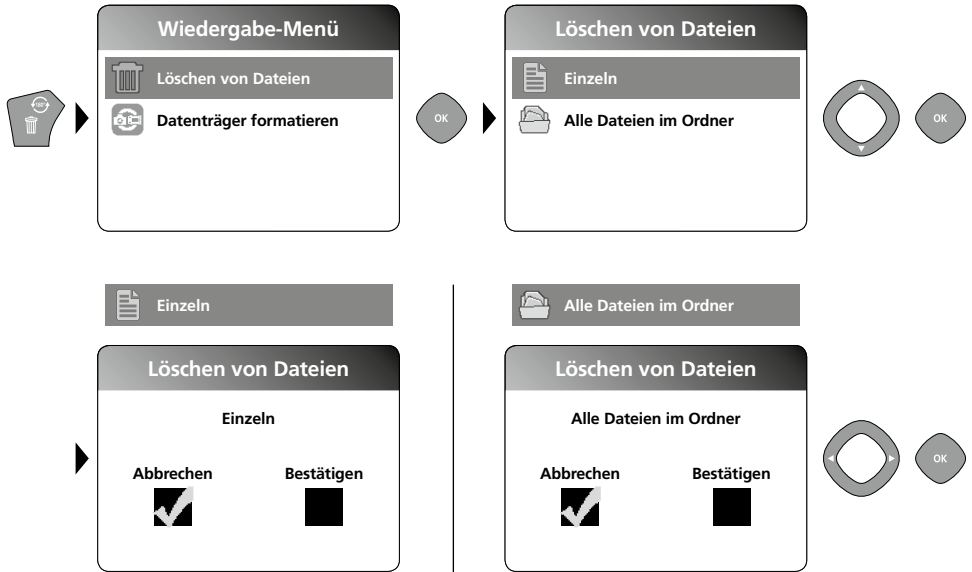 Wiedergabe-Menü
Löschen von Dateien
Datenträger formatieren
180°
OK
Löschen von Dateien
Einzeln
Alle Dateien im Ordner
OK
Einzeln
Löschen von Dateien
Einzeln
Abbrechen Bestätigen
Alle Dateien im Ordner
Löschen von Dateien
Alle Dateien im Ordner
Abbrechen Bestätigen
OK